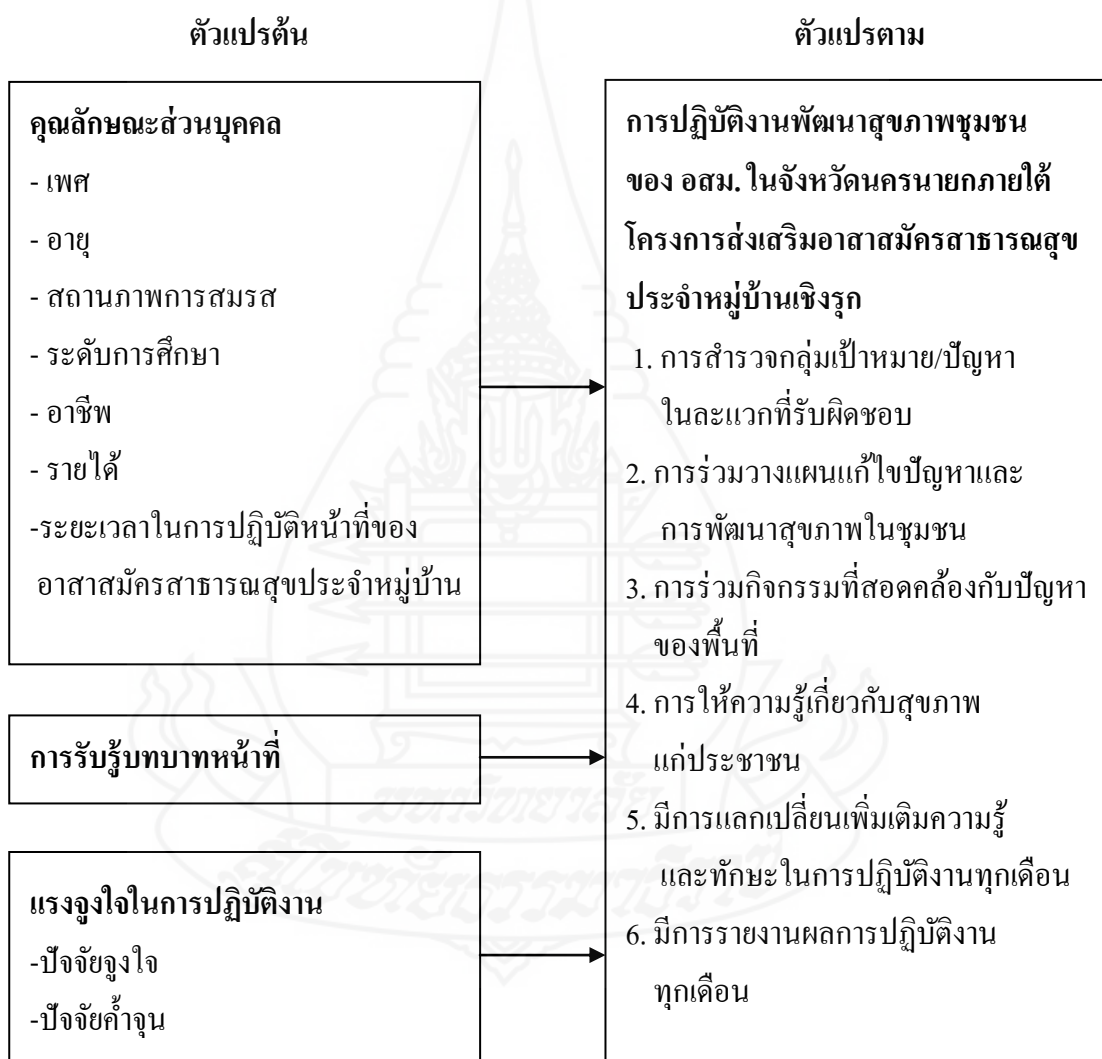 ตัวแปรต้น
คุณลักษณะส่วนบุคคล
- เพศ
- อายุ
- สถานภาพการสมรส
- ระดับการศึกษา
- อาชีพ
- รายได้
-ระยะเวลาในการปฏิบัติหน้าที่ของ
อาสาสมัครสาธารณสุขประจำหมู่บ้าน
การรับรู้บทบาทหน้าที่
แรงจูงใจในการปฏิบัติงาน
-ปัจจัยจูงใจ
-ปัจจัยค้ำจุน
ตัวแปรตาม
การปฏิบัติงานพัฒนาสุขภาพชุมชน
ของ อสม. ในจังหวัดนครนายกภายใต้
โครงการส่งเสริมอาสาสมัครสาธารณสุข
ประจำหมู่บ้านเชิงรุก
1. การสำรวจกลุ่มเป้าหมาย/ปัญหา
ในละแวกที่รับผิดชอบ
2. การร่วมวางแผนแก้ไขปัญหาและ
การพัฒนาสุขภาพในชุมชน
3. การร่วมกิจกรรมที่สอดคล้องกับปัญหา
ของพื้นที่
4. การให้ความรู้เกี่ยวกับสุขภาพ
แก่ประชาชน
5. มีการแลกเปลี่ยนเพิ่มเติมความรู้
และทักษะในการปฏิบัติงานทุกเดือน
6. มีการรายงานผลการปฏิบัติงาน
ทุกเดือน
มหาวิทยาลัย
สุโขทัยธรรมาธิราช